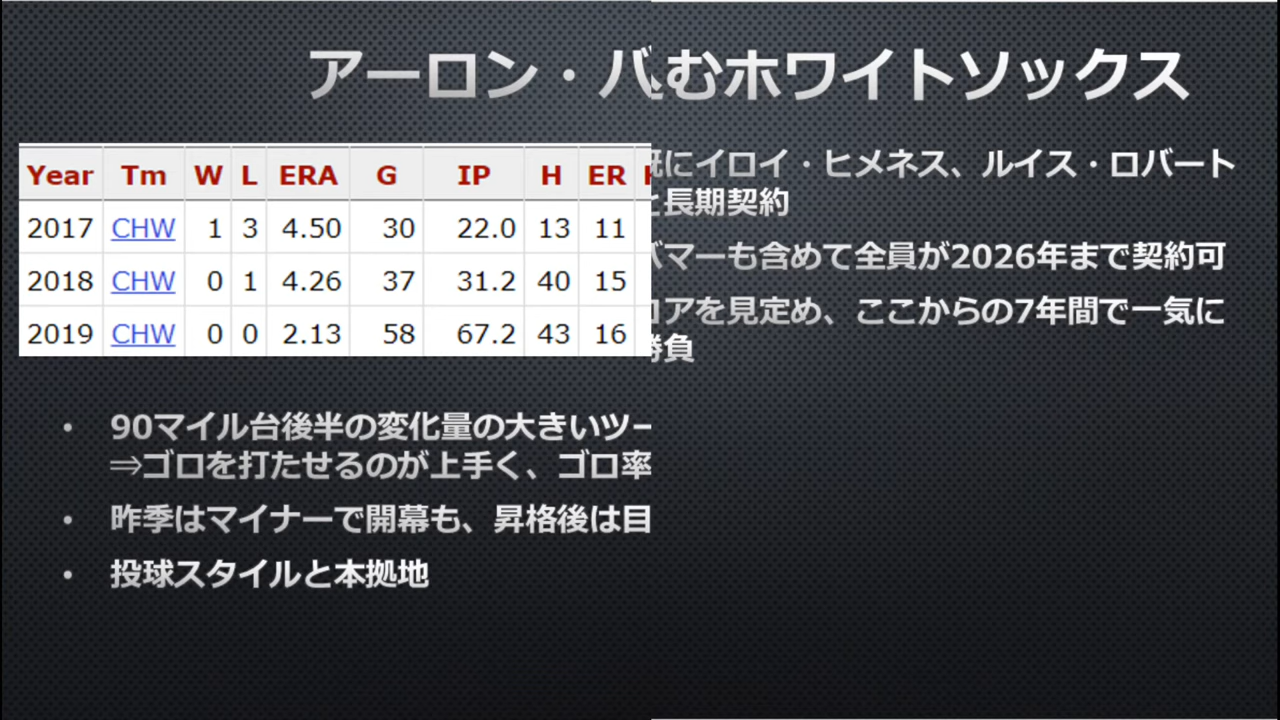 アーロン・バ
むホワイトソックス
Year Tm W L ERA G IP H ER
2017 CHW 1 3 4.50 30 22.0 13 11
2018 CHW 0 1 4.26 37 31.2 40 15
2019 CHW 0 0 2.13 58 67.2 43 16
• 90マイル台後半の変化量の大きいツー
⇒ゴロを打たせるのが上手く、ゴロ率
• 昨季はマイナーで開幕も、昇格後は目
• 投球スタイルと本拠地
既にイロイ・ヒメネス、ルイス・ロバート
と長期契約
バマーも含めて全員が2026年まで契約可
コアを見定め、ここからの7年間で一気に
勝負